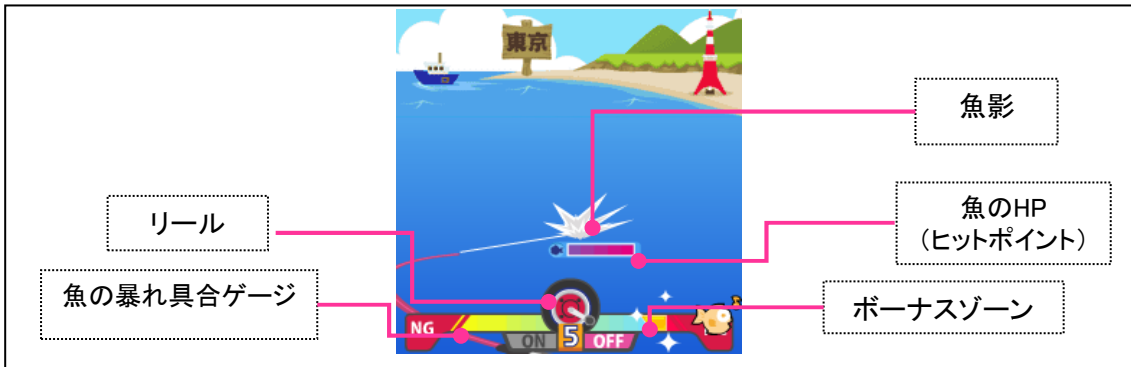 東京
魚影
リール
魚のHP
（ヒットポイント）
魚の暴れ具合ゲージ
ボーナスゾーン
NG
ON
5
OFF